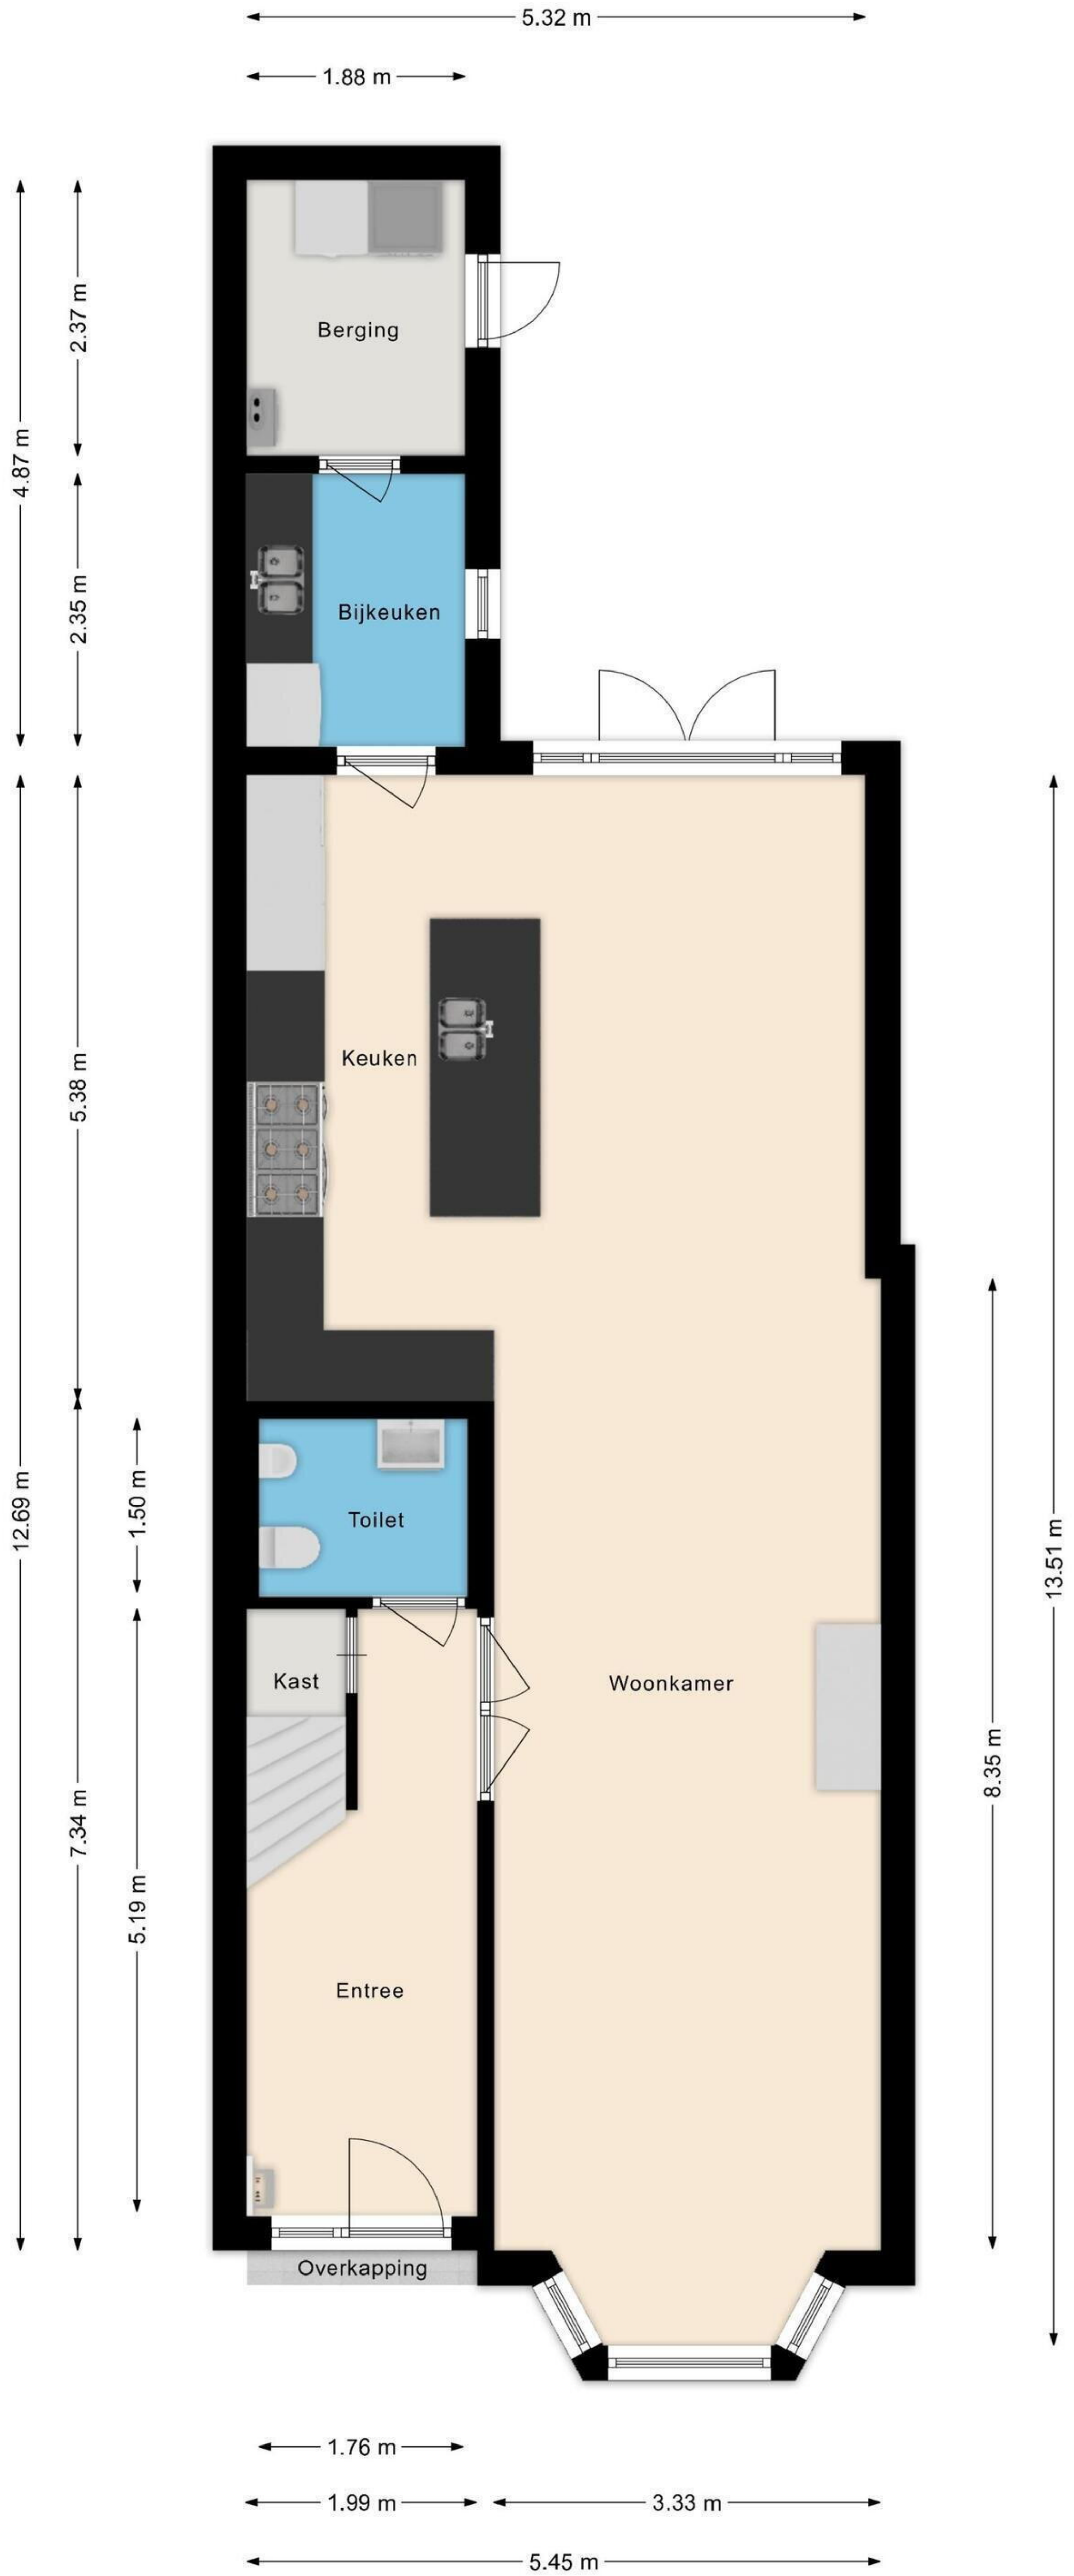 5.32 m
1.88 m
2.37 m
Berging
4.87 m
2.35 m
Bijkeuken
Keuken
5.38 m
12.69 m
1.50 m
Toilet
13.51 m
Kast
Woonkamer
8.35 m
7.34 m
5.19 m
Entree
Overkapping
1.76 m
1.99 m
3.33 m
5.45 m